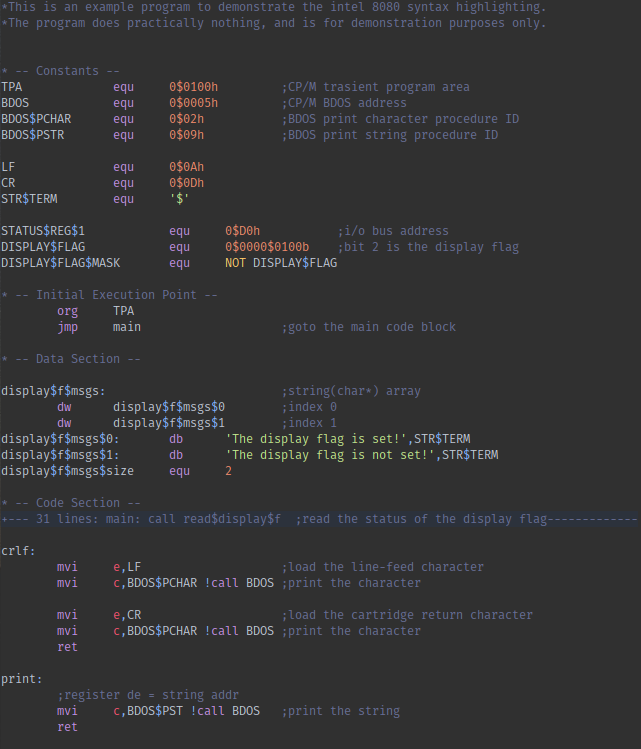 *This is an example program to demonstrate the intel 8080 syntax highlighting.
*The program does practically nothing, and is for demonstration purposes only.
* -- Constants --
TPA equ 0$0100h ;CP/M trasient program area
BDOS equ 0$0005h ;CP/M BDOS address
BDOS$PCHAR equ 0$02h ;BDOS print character procedure ID
BDOS$PSTR equ 0$09h ;BDOS print string procedure ID
LF equ 0$0Ah
CR equ 0$0Dh
STR$TERM equ '$'
STATUS$REG$1 equ 0$D0h ;i/o bus address
DISPLAY$FLAG equ 0$0000$0100b ;bit 2 is the display flag
DISPLAY$FLAG$MASK equ NOT DISPLAY$FLAG
* -- Initial Execution Point --
org TPA
jmp main ;goto the main code block
* -- Data Section --
display$f$msgs: ;string(char*) array
dw display$f$msgs$0 ;index 0
dw display$f$msgs$1 ;index 1
display$f$msgs$0: db 'The display flag is set!',STR$TERM
display$f$msgs$1: db 'The display flag is not set!',STR$TERM
display$f$msgs$size equ 2
* -- Code Section --
+--- 31 lines: main: call read$display$f ;read the status of the display flag-------------
crlf:
mvi e,LF ;load the line-feed character
mvi c,BDOS$PCHAR !call BDOS ;print the character
mvi e,CR ;load the cartridge return character
mvi c,BDOS$PCHAR !call BDOS ;print the character
ret
print:
;register de = string addr
mvi c,BDOS$PST !call BDOS ;print the string
ret